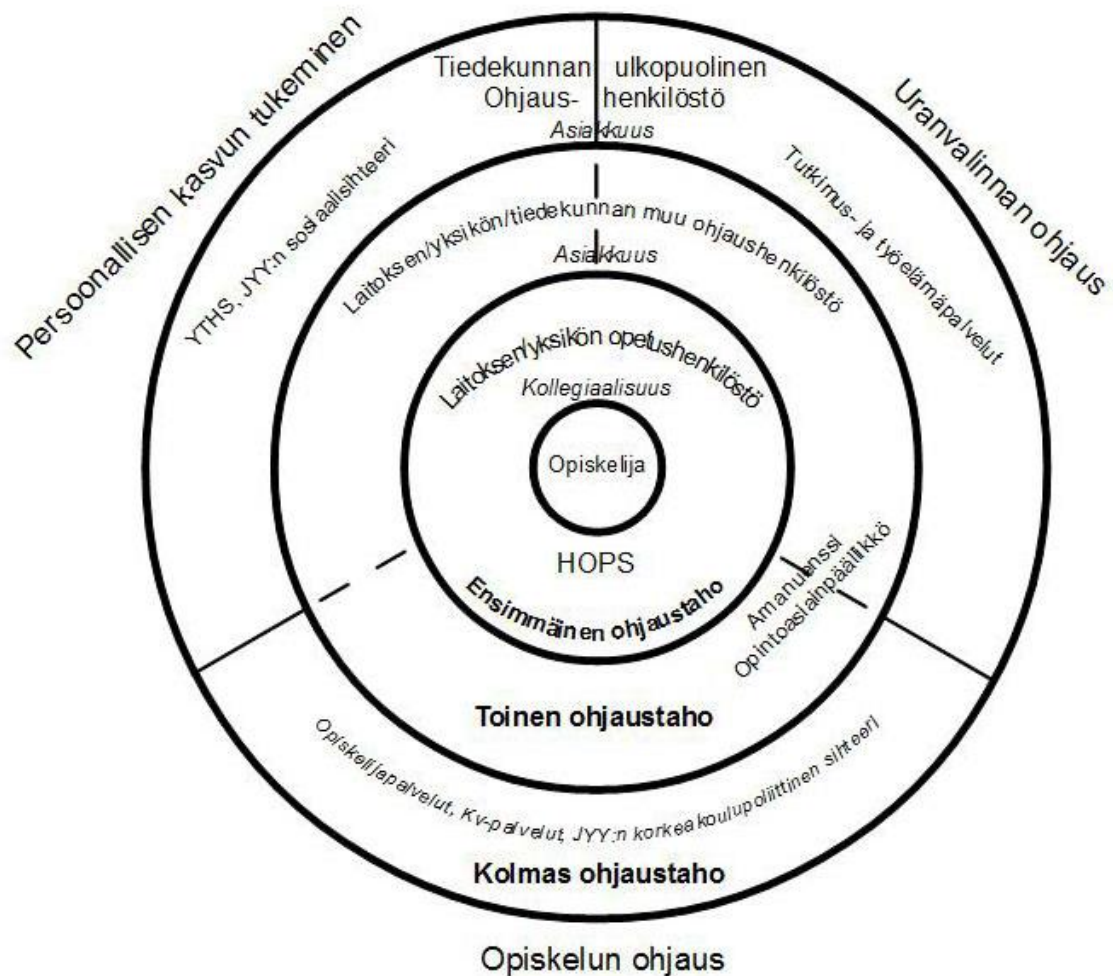 Persoonallisen kasvun tukeminen
Uranvalinnan ohjaus
Tiedekunnan ulkopuolinen
Ohjaus- henkilöstö
Asiakkuus
YTHS, JYY:n sosiaalisihteeri
Tutkimus- ja työelämäpalvelut
Laitoksen/yksikön/tiedekunnan muu ohjaushenkilöstö
Asiakkuus
Laitoksen/yksikön opetushenkilöstö
Kollegiaalisuus
Opiskelija
HOPS
Ensimmäinen ohjaustaho
Amanuenssi
Opintoasiainpäällikkö
Toinen ohjaustaho
Opiskelijapalvelut, Kv-palvelut, JYY:n korkeakoulupoliittinen sihteeri
Kolmas ohjaustaho
Opiskelun ohjaus